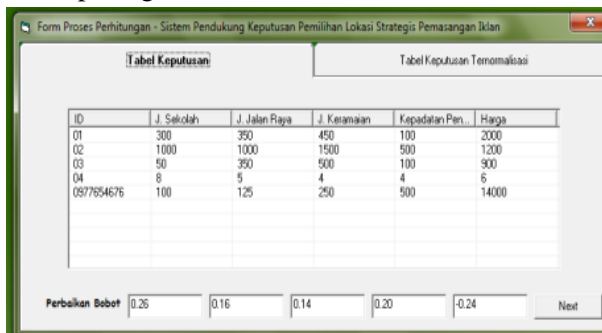 Form Proses Perhitungan - Sistem Pendukung Keputusan Pemilihan Lokasi Strategis Pemasangan Iklan
Tabel Keputusan Tabel Keputusan Ternormalisasi
ID J. Sekolah J. Jalan Raya J. Keramaian Kepadatan Pen... Harga
01 300 350 450 100 2000
02 1000 1000 1500 500 1200
03 50 350 500 100 900
04 8 5 4 4 6
0977654676 100 125 250 500 14000
Perbaikan Bobot 0.26 0.16 0.14 0.20 -0.24 Next